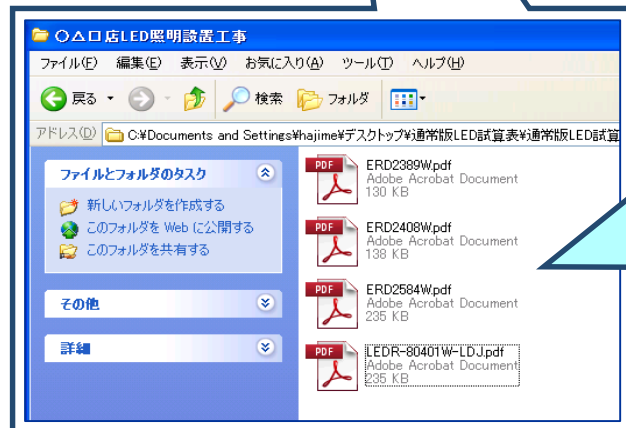 〇△口店LED照明設置工事
ファイル(F) 編集(E) 表示(V) お気に入り(A) ツール(T) ヘルプ(H)
戻る 検索 フォルダ
アドレス(D) C:¥Documents and Settings¥hajime¥デスクトップ¥通常版LED試算表¥通常版LED試算
ファイルとフォルダのタスク
新しいフォルダを作成する
このフォルダを Web に公開する
このフォルダを共有する
その他
詳細
PDF ERD2389W.pdf
Adobe Acrobat Document
130 KB
PDF ERD2408W.pdf
Adobe Acrobat Document
138 KB
PDF ERD2584W.pdf
Adobe Acrobat Document
235 KB
PDF LEDR-80401W-LDJ.pdf
Adobe Acrobat Document
235 KB